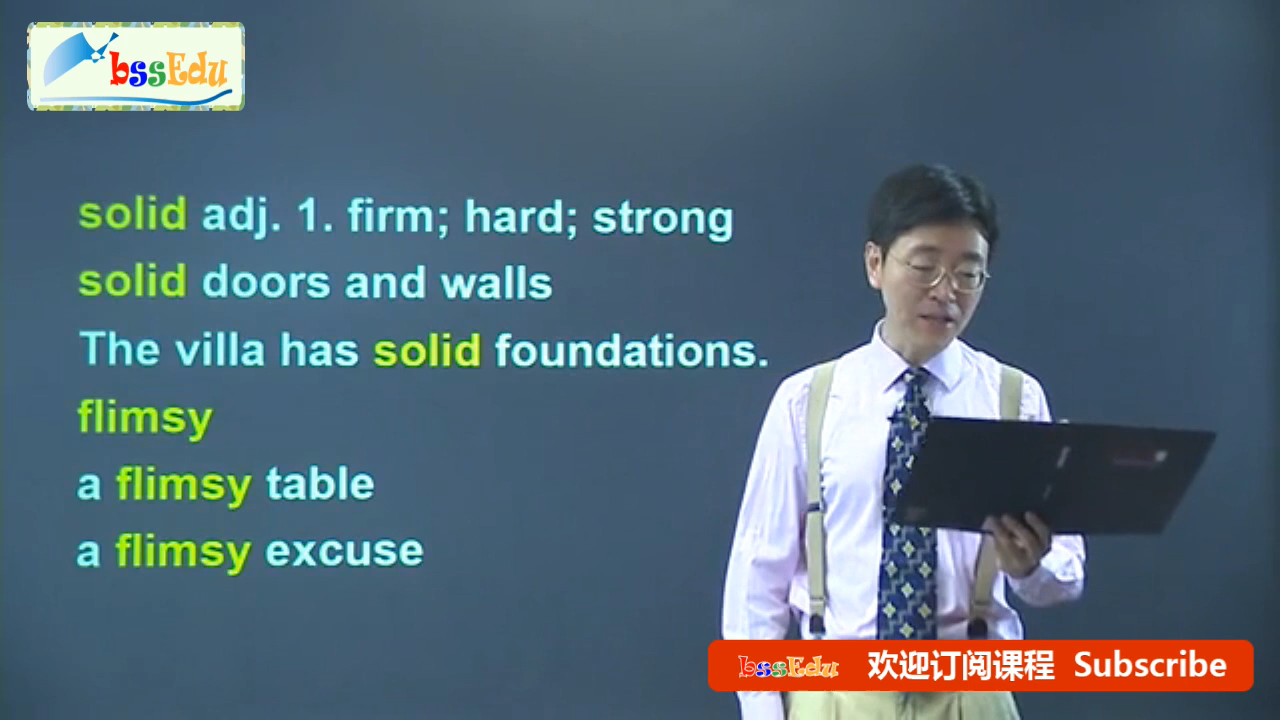 bssEdu
solid adj. 1. firm; hard; strong
solid doors and walls
The villa has solid foundations.
flimsy
a flimsy table
a flimsy excuse
bssEdu 欢迎订阅课程 Subscribe